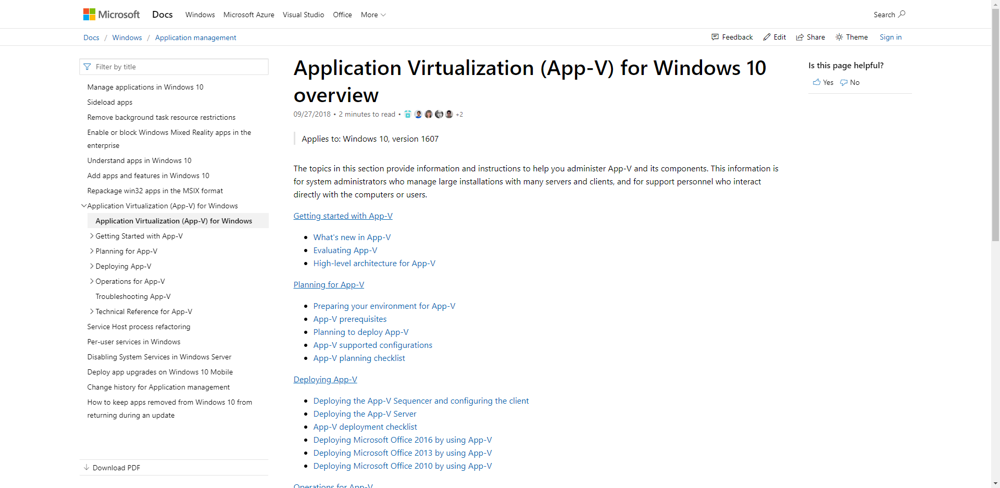 Microsoft
Docs
Windows
Microsoft Azure
Visual Studio
Office
More
Search
Docs / Windows / Application management
Feedback
Edit
Share
Theme
Sign in
Filter by title
Manage applications in Windows 10
Sideload apps
Remove background task resource restrictions
Enable or block Windows Mixed Reality apps in the
enterprise
Understand apps in Windows 10
Add apps and features in Windows 10
Repackage win32 apps in the MSIX format
Application Virtualization (App-V) for Windows
Application Virtualization (App-V) for Windows
Getting Started with App-V
Planning for App-V
Deploying App-V
Operations for App-V
Troubleshooting App-V
Technical Reference for App-V
Service Host process refactoring
Per-user services in Windows
Disabling System Services in Windows Server
Deploy app upgrades on Windows 10 Mobile
Change history for Application management
How to keep apps removed from Windows 10 from
returning during an update
Download PDF
Application Virtualization (App-V) for Windows 10
overview
09/27/2018 • 2 minutes to read • +2
Applies to: Windows 10, version 1607
The topics in this section provide information and instructions to help you administer App-V and its components. This information is
for system administrators who manage large installations with many servers and clients, and for support personnel who interact
directly with the computers or users.
Getting started with App-V
• What's new in App-V
• Evaluating App-V
• High-level architecture for App-V
Planning for App-V
• Preparing your environment for App-V
• App-V prerequisites
• Planning to deploy App-V
• App-V supported configurations
• App-V planning checklist
Deploying App-V
• Deploying the App-V Sequencer and configuring the client
• Deploying the App-V Server
• App-V deployment checklist
• Deploying Microsoft Office 2016 by using App-V
• Deploying Microsoft Office 2013 by using App-V
• Deploying Microsoft Office 2010 by using App-V
Operations for App-V
Is this page helpful?
Yes
No